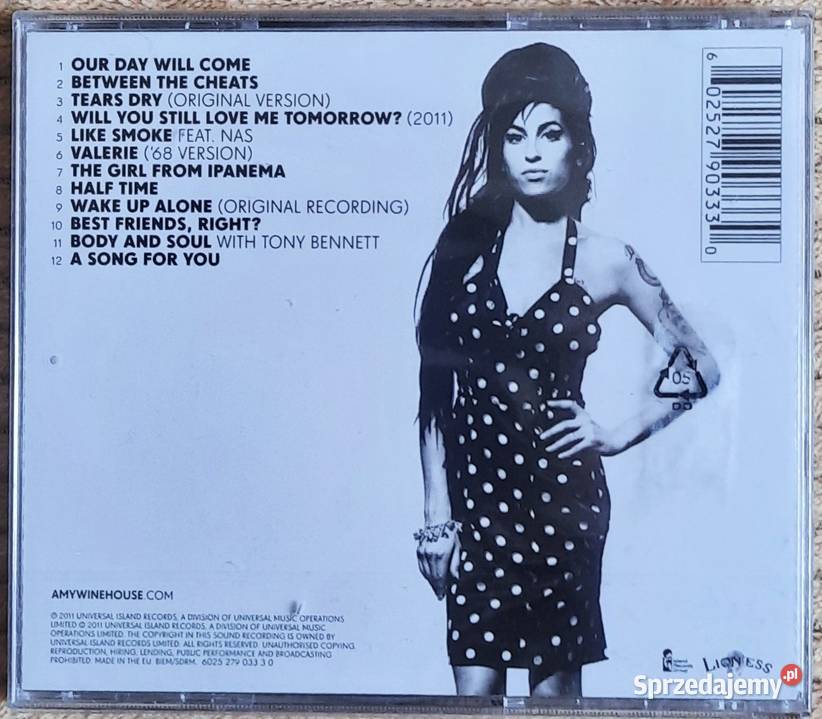 1 OUR DAY WILL COME
2 BETWEEN THE CHEATS
3 TEARS DRY (ORIGINAL VERSION)
4 WILL YOU STILL LOVE ME TOMORROW? (2011)
5 LIKE SMOKE FEAT. NAS
6 VALERIE ('68 VERSION)
7 THE GIRL FROM IPANEMA
8 HALF TIME
9 WAKE UP ALONE (ORIGINAL RECORDING)
10 BEST FRIENDS, RIGHT?
11 BODY AND SOUL WITH TONY BENNETT
12 A SONG FOR YOU
6 02527 90333 0
05
AMYWINEHOUSE.COM
℗ 2011 UNIVERSAL ISLAND RECORDS, A DIVISION OF UNIVERSAL MUSIC OPERATIONS
LIMITED © 2011 UNIVERSAL ISLAND RECORDS, A DIVISION OF UNIVERSAL MUSIC
OPERATIONS LIMITED. THE COPYRIGHT IN THIS SOUND RECORDING IS OWNED BY
UNIVERSAL ISLAND RECORDS LIMITED. ALL RIGHTS RESERVED. UNAUTHORISED COPYING,
REPRODUCTION, HIRING, LENDING, PUBLIC PERFORMANCE AND BROADCASTING
PROHIBITED. MADE IN THE EU. BIEM/SDRM. 6025 279 033 3 0
LIONESS
Sprzedajemy.pl